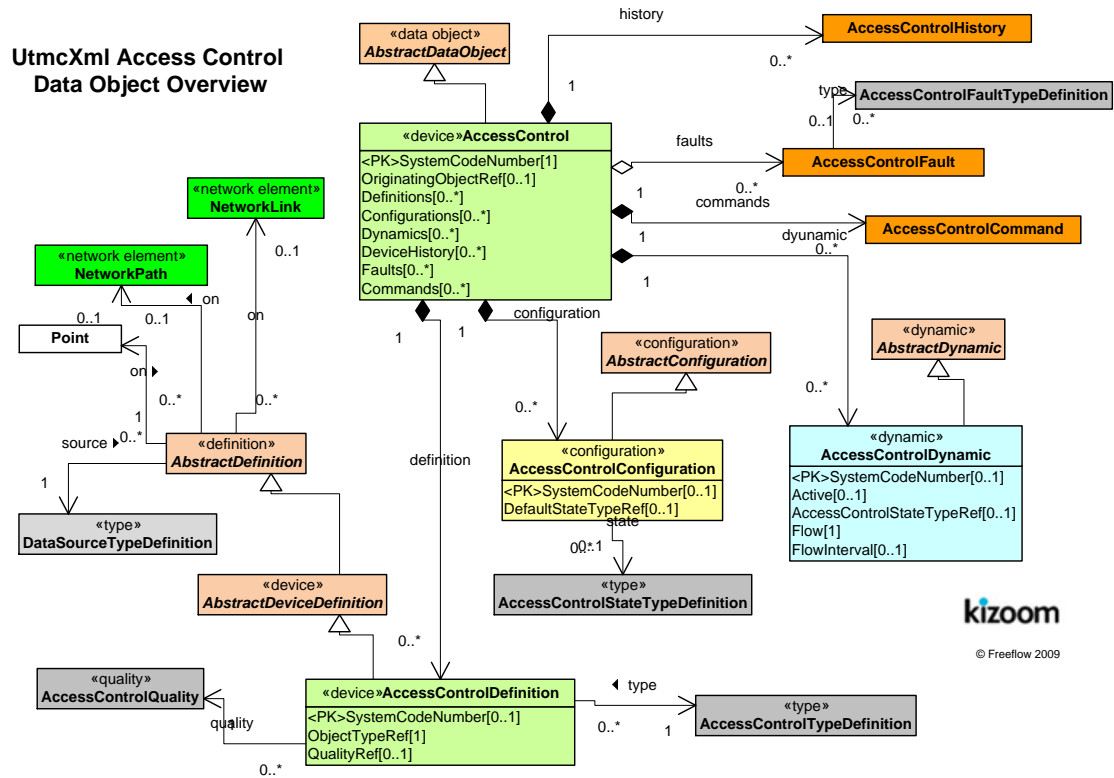 UtmcXml Access Control
Data Object Overview
«data object»
AbstractDataObject
history
AccessControlHistory
1
0..*
type
AccessControlFaultTypeDefinition
0..1
0..*
«device»AccessControl
<PK>SystemCodeNumber[1]
OriginatingObjectRef[0..1]
Definitions[0..*]
Configurations[0..*]
Dynamics[0..*]
DeviceHistory[0..*]
Faults[0..*]
Commands[0..*]
faults
AccessControlFault
1
0..*
commands
AccessControlCommand
1
dyunamic
0..*
1
«network element»
NetworkLink
0..1
«network element»
NetworkPath
on
0..1
0..1
on
Point
on
1
0..*
0..*
0..*
source
1
«definition»
AbstractDefinition
«type»
DataSourceTypeDefinition
1
1
configuration
definition
«configuration»
AbstractConfiguration
«dynamic»
AbstractDynamic
0..*
0..*
«configuration»
AccessControlConfiguration
<PK>SystemCodeNumber[0..1]
DefaultStateTypeRef[0..1]
state
0..*
0..1
«type»
AccessControlStateTypeDefinition
«dynamic»
AccessControlDynamic
<PK>SystemCodeNumber[0..1]
Active[0..1]
AccessControlStateTypeRef[0..1]
Flow[1]
FlowInterval[0..1]
«device»
AbstractDeviceDefinition
kizoom
© Freeflow 2009
0..*
«quality»
AccessControlQuality
quality
1
0..*
«device»AccessControlDefinition
<PK>SystemCodeNumber[0..1]
ObjectTypeRef[1]
QualityRef[0..1]
type
0..*
1
«type»
AccessControlTypeDefinition